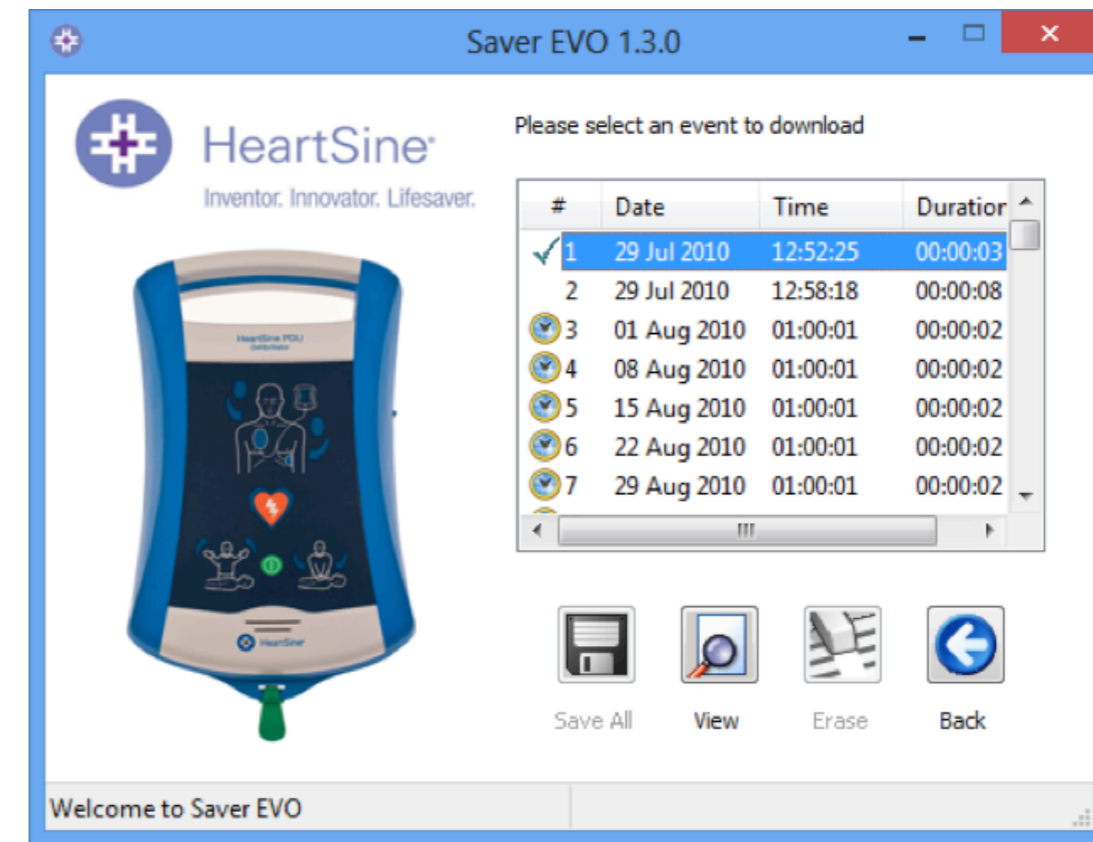 Saver EVO 1.3.0
HeartSine®
Inventor. Innovator. Lifesaver.
Please select an event to download
# Date Time Duration
1 29 Jul 2010 12:52:25 00:00:03
2 29 Jul 2010 12:58:18 00:00:08
3 01 Aug 2010 01:00:01 00:00:02
4 08 Aug 2010 01:00:01 00:00:02
5 15 Aug 2010 01:00:01 00:00:02
6 22 Aug 2010 01:00:01 00:00:02
7 29 Aug 2010 01:00:01 00:00:02
HeartSine PDU
Defibrillator
HeartSine
Save All View Erase Back
Welcome to Saver EVO